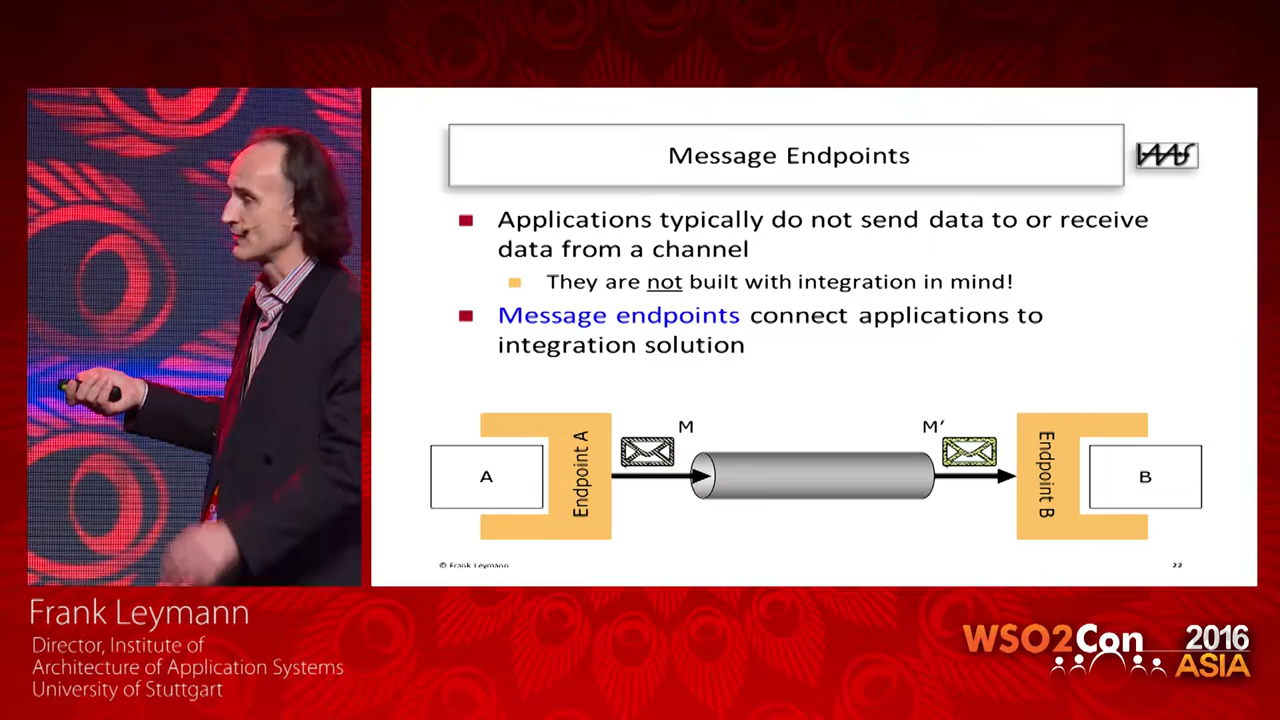 Message Endpoints
IAAS
Applications typically do not send data to or receive
data from a channel
They are not built with integration in mind!
Message endpoints connect applications to
integration solution
A
Endpoint A
M
M′
Endpoint B
B
© Frank Leymann
22
Frank Leymann
Director, Institute of
Architecture of Application Systems
University of Stuttgart
WSO2Con 2016
ASIA